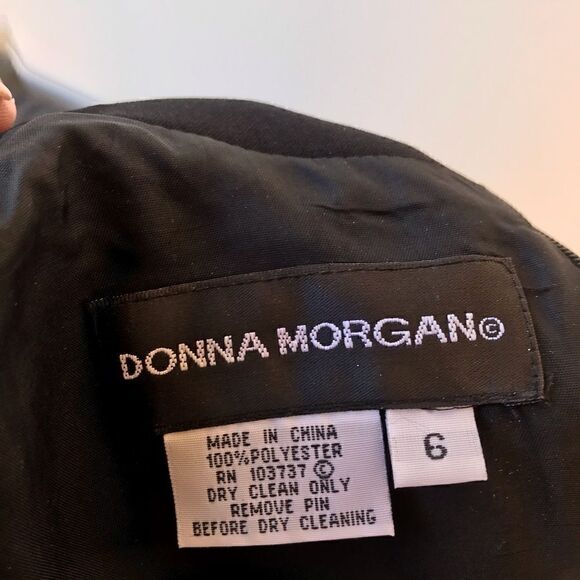 DONNA MORGAN©
MADE IN CHINA
100%POLYESTER
RN 103737 ©
DRY CLEAN ONLY
REMOVE PIN
BEFORE DRY CLEANING
6